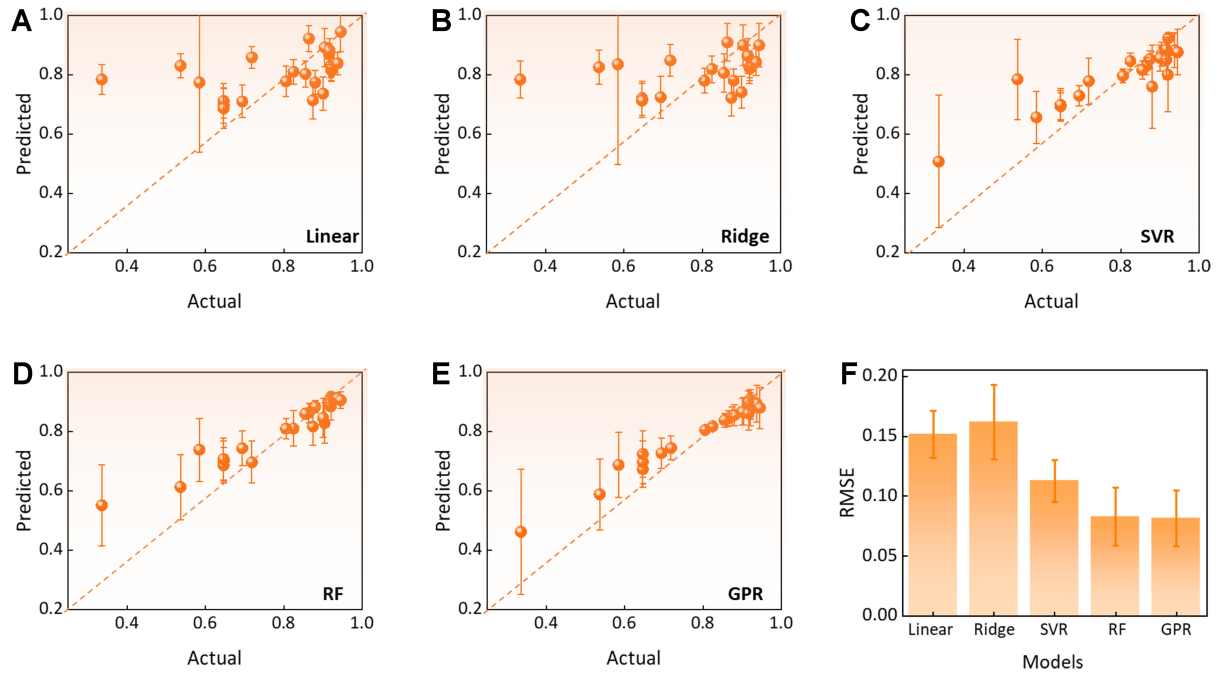 A
1.0
0.8
0.6
0.4
0.2
Predicted
0.4 0.6 0.8 1.0
Actual
Linear
B
1.0
0.8
0.6
0.4
0.2
Predicted
0.4 0.6 0.8 1.0
Actual
Ridge
C
1.0
0.8
0.6
0.4
0.2
Predicted
0.4 0.6 0.8 1.0
Actual
SVR
D
1.0
0.8
0.6
0.4
0.2
Predicted
0.4 0.6 0.8 1.0
Actual
RF
E
1.0
0.8
0.6
0.4
0.2
Predicted
0.4 0.6 0.8 1.0
Actual
GPR
F
0.20
0.15
0.10
0.05
0.00
RMSE
Linear Ridge SVR RF GPR
Models